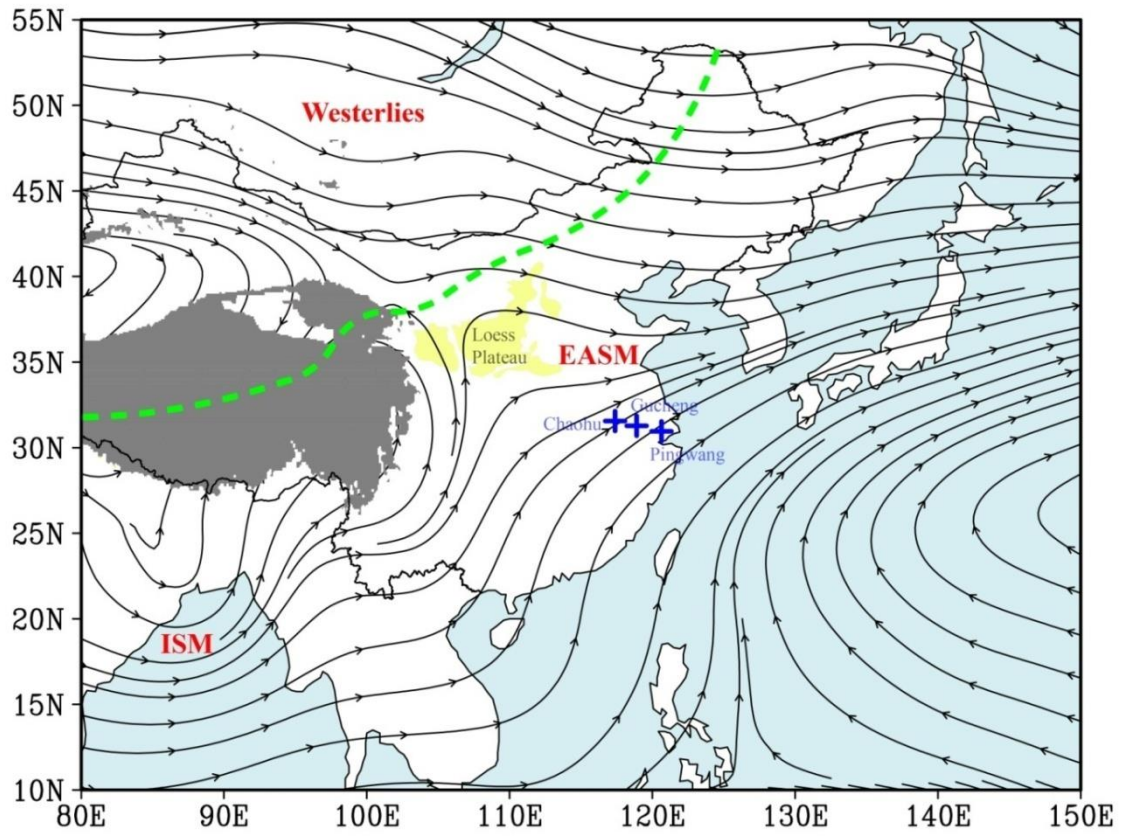 55N
50N
Westerlies
45N
40N
Loess
Plateau
35N
EASM
Gucheng
Chaohu
30N
Pingwang
25N
20N
ISM
15N
10N
80E 90E 100E 110E 120E 130E 140E 150E